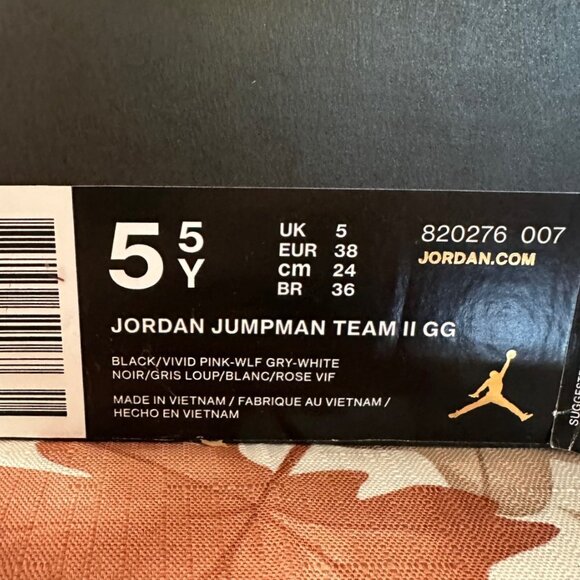 5 5 Y
UK 5
EUR 38
cm 24
BR 36
820276 007
JORDAN.COM
JORDAN JUMPMAN TEAM II GG
BLACK/VIVID PINK-WLF GRY-WHITE
NOIR/GRIS LOUP/BLANC/ROSE VIF
MADE IN VIETNAM / FABRIQUE AU VIETNAM /
HECHO EN VIETNAM